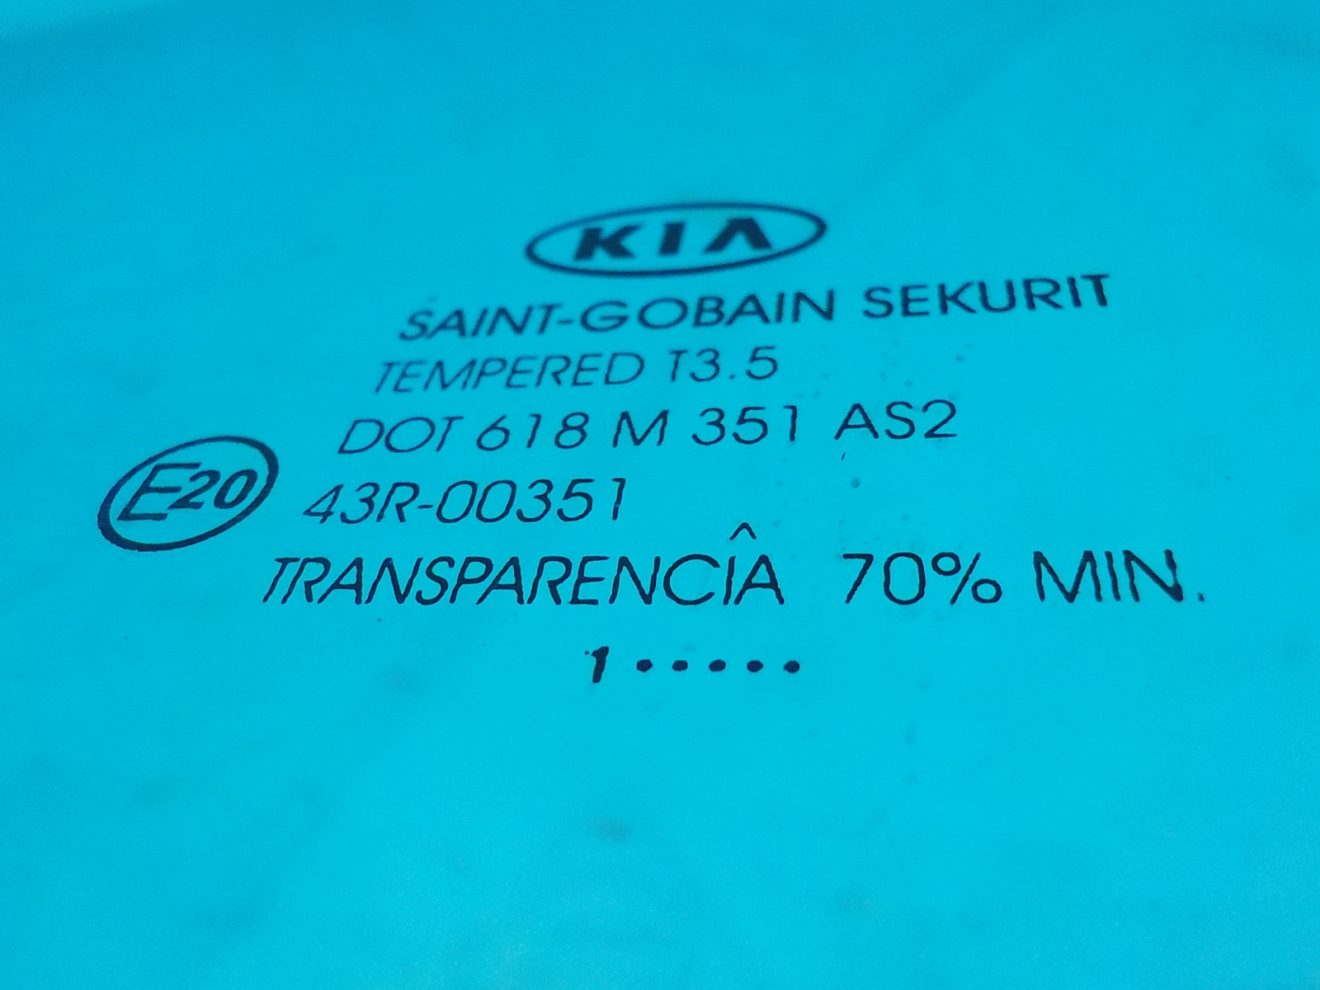 KIA
SAINT-GOBAIN SEKURIT
TEMPERED T3.5
DOT 618 M 351 AS2
E20 43R-00351
TRANSPARENCÎA 70% MIN.
1 •••••